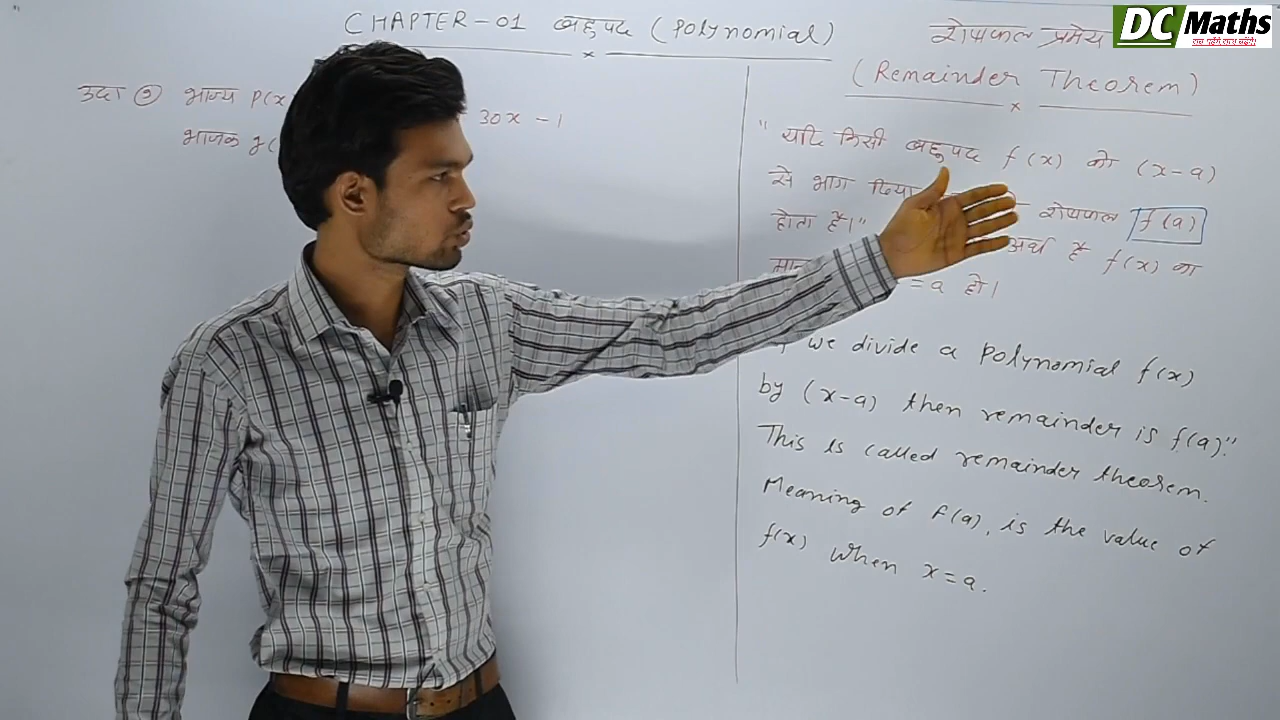 CHAPTER-01 बहुपद (Polynomial)
DC Maths
शेषफल प्रमेय
(Remainder Theorem)
उदा ② भाज्य P(x
30x - 1
भाजक g(
"यदि किसी बहुपद f(x) को (x-a)
से भाग दिया शेषफल f(a)
होता है।" अर्थ है f(x) का
= a हो।
we divide a polynomial f(x)
by (x-a) then remainder is f(a)."
This is called remainder theorem.
Meaning of f(a), is the value of
f(x) when x=a.